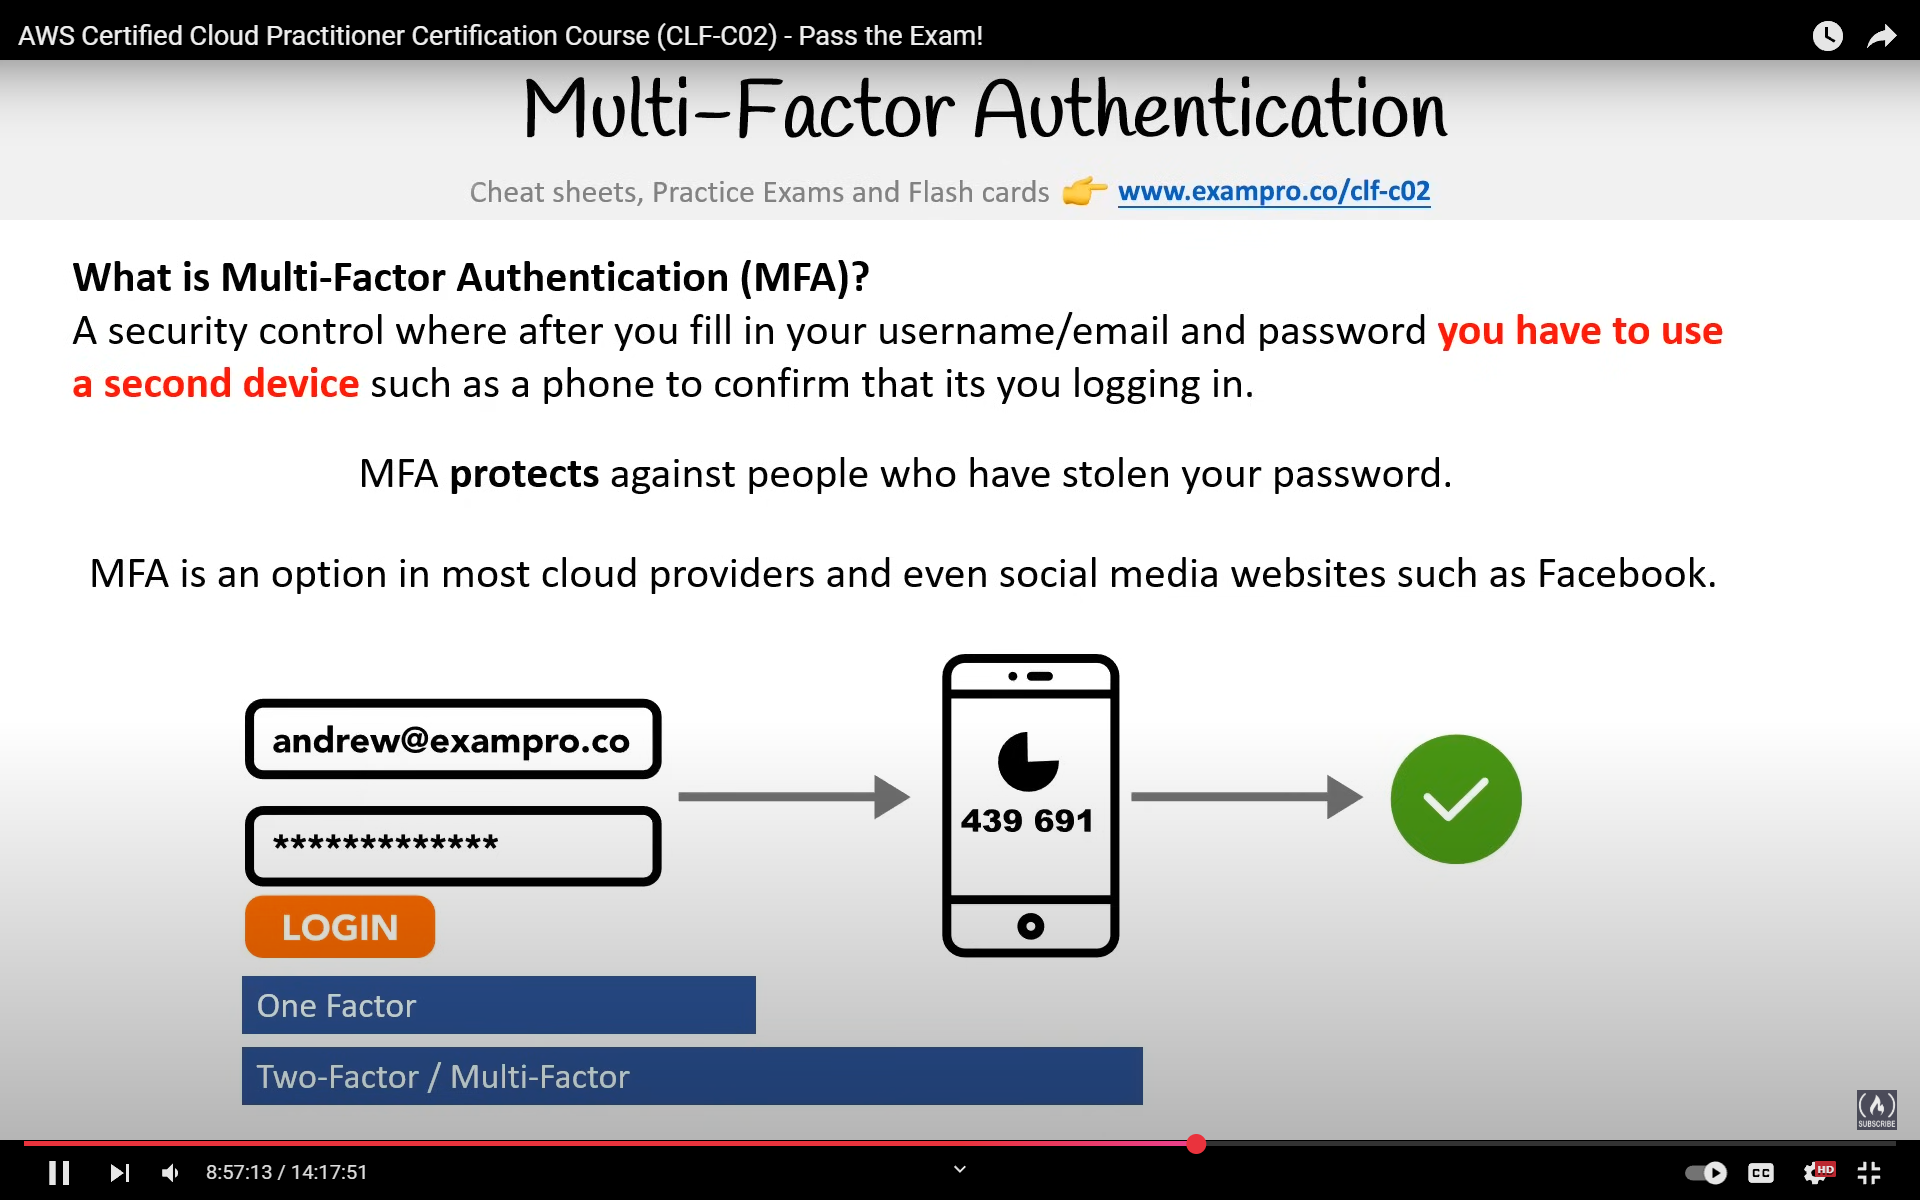 AWS Certified Cloud Practitioner Certification Course (CLF-C02) - Pass the Exam!
Multi-Factor Authentication
Cheat sheets, Practice Exams and Flash cards 👉 www.exampro.co/clf-c02
What is Multi-Factor Authentication (MFA)?
A security control where after you fill in your username/email and password you have to use
a second device such as a phone to confirm that its you logging in.
MFA protects against people who have stolen your password.
MFA is an option in most cloud providers and even social media websites such as Facebook.
andrew@exampro.co
*************
LOGIN
439 691
One Factor
Two-Factor / Multi-Factor
SUBSCRIBE
8:57:13 / 14:17:51
CC
HD